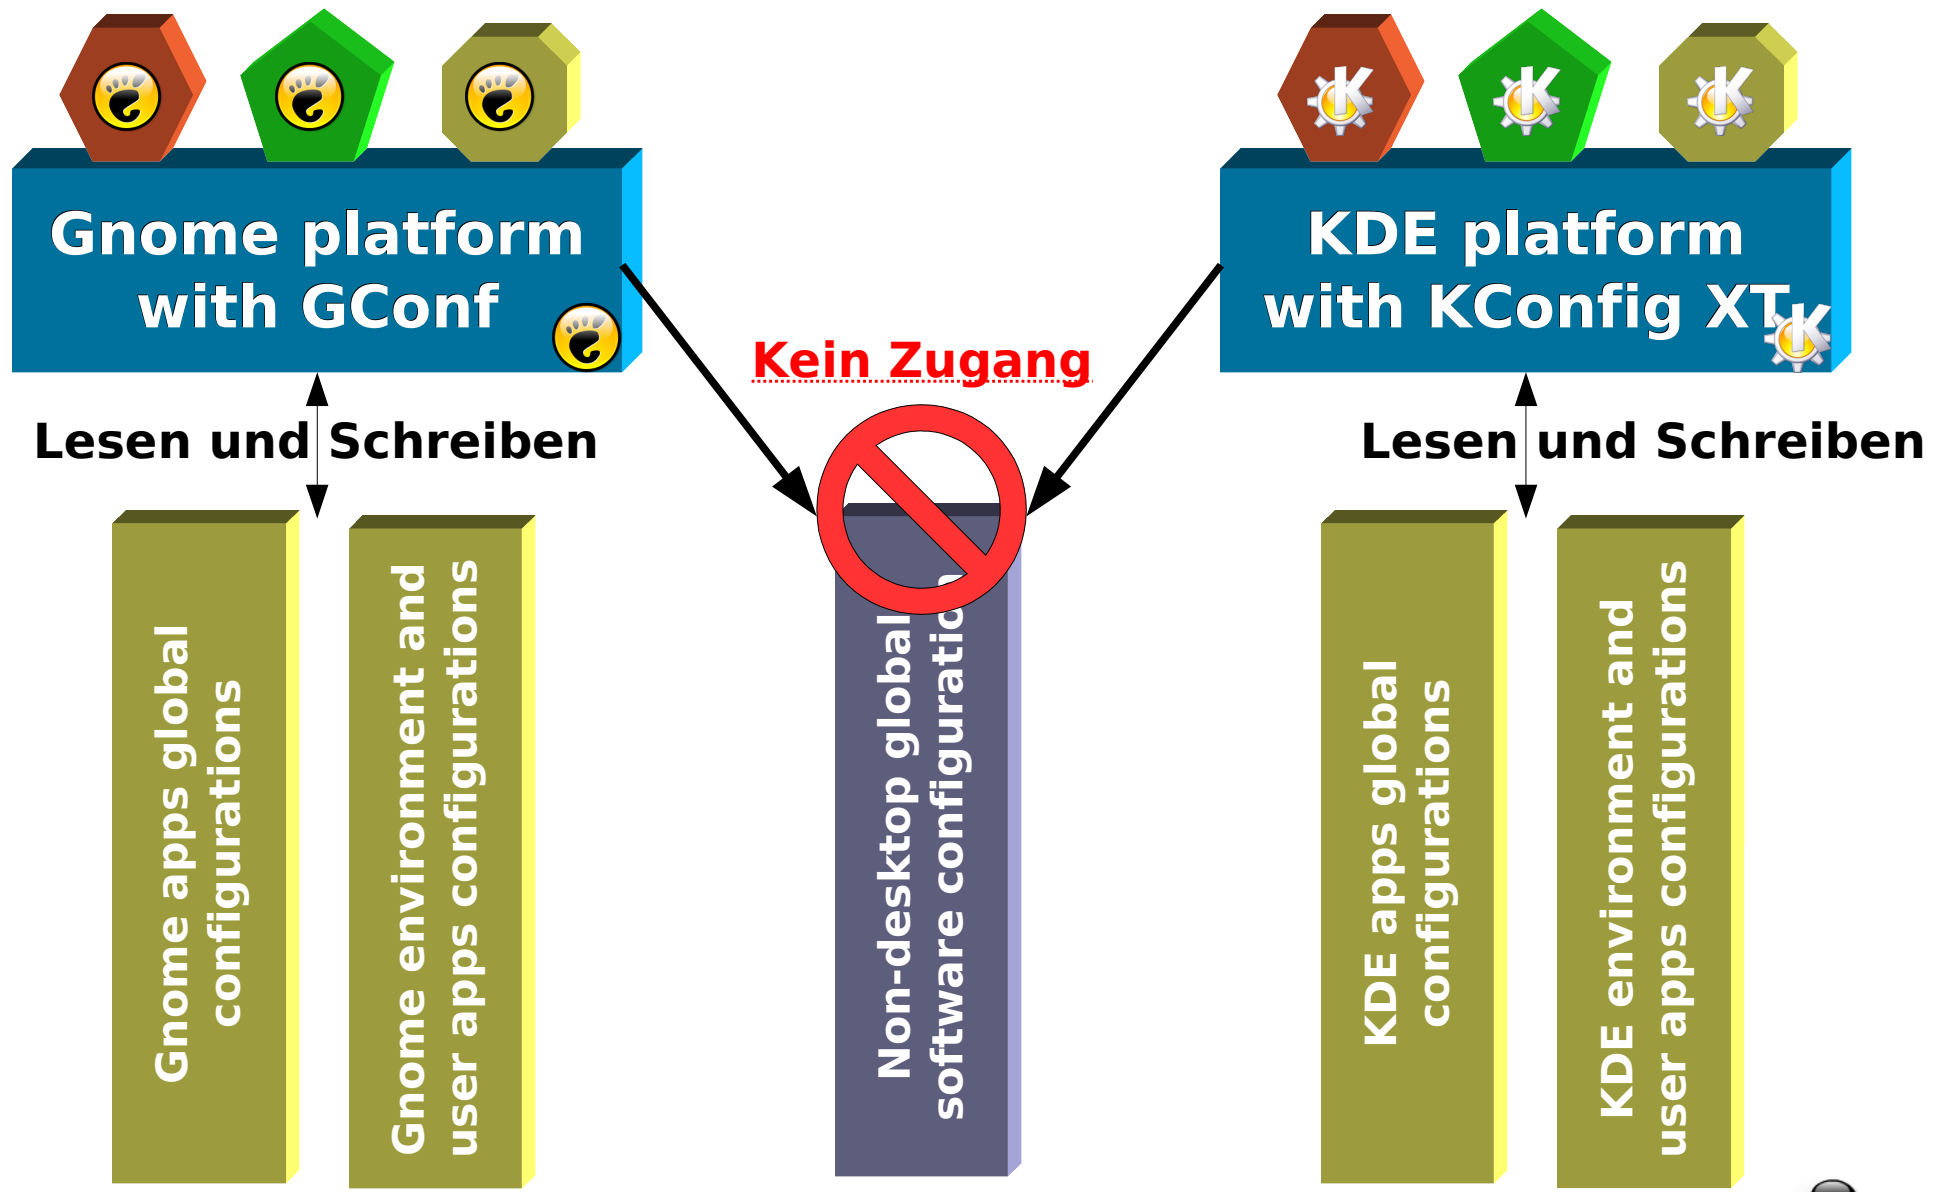 Gnome platform
with GConf
KDE platform
with KConfig XT
Kein Zugang
Lesen und Schreiben
Lesen und Schreiben
Gnome apps global
configurations
Gnome environment and
user apps configurations
Non-desktop global
software configuration
KDE apps global
configurations
KDE environment and
user apps configurations